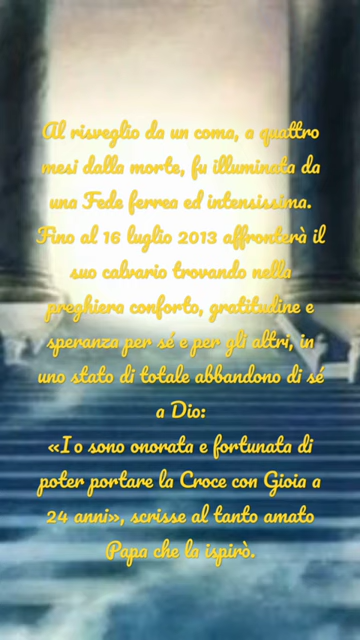 Al risveglio da un coma, a quattro
mesi dalla morte, fu illuminata da
una Fede ferrea ed intensissima.
Fino al 16 luglio 2013 affronterà il
suo calvario trovando nella
preghiera conforto, gratitudine e
speranza per sé e per gli altri, in
uno stato di totale abbandono di sé
a Dio:
«Io sono onorata e fortunata di
poter portare la Croce con Gioia a
24 anni», scrisse al tanto amato
Papa che la ispirò.